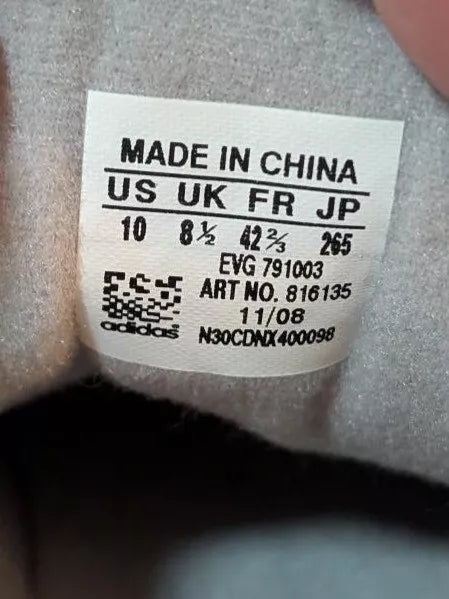 MADE IN CHINA
US UK FR JP
10 8½ 42⅔ 265
EVG 791003
ART NO. 816135
11/08
adidas N30CDNX400098